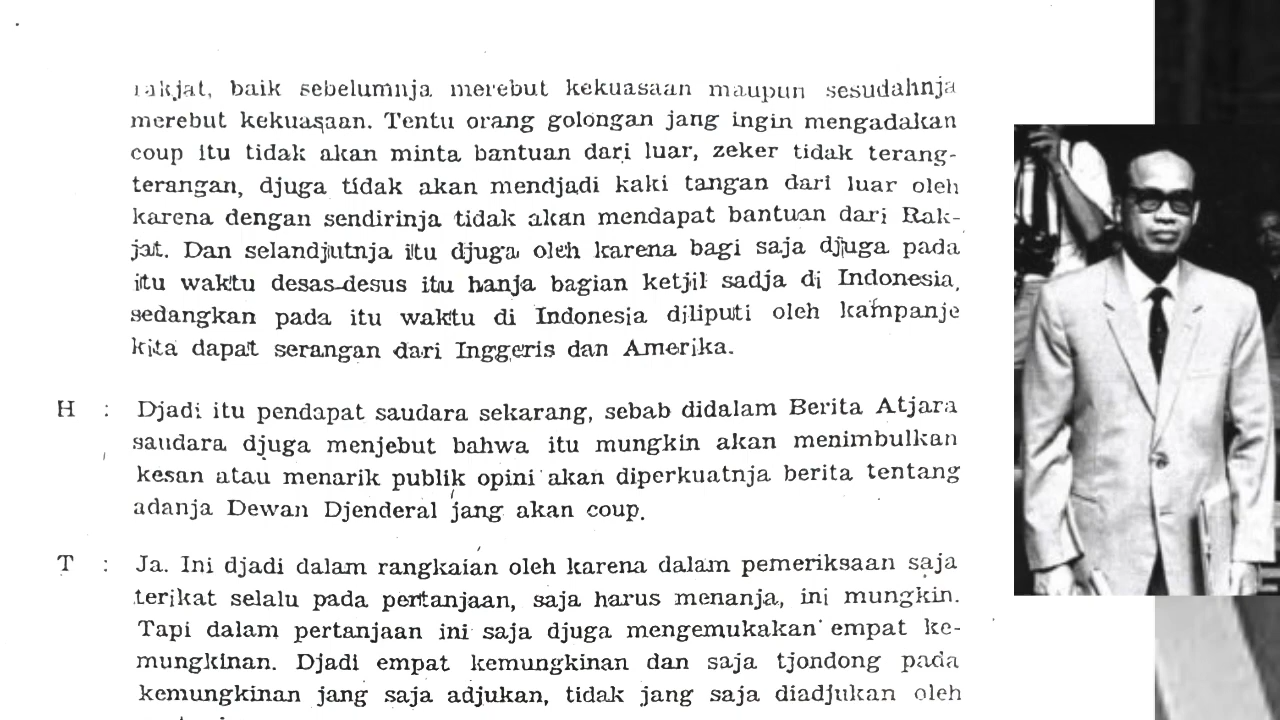 rakjat, baik sebelumnja merebut kekuasaan maupun sesudahnja
merebut kekuasaan. Tentu orang golongan jang ingin mengadakan
coup itu tidak akan minta bantuan dari luar, zeker tidak terang-
terangan, djuga tidak akan mendjadi kaki tangan dari luar oleh
karena dengan sendirinja tidak akan mendapat bantuan dari Rak-
jat. Dan selandjutnja itu djuga oleh karena bagi saja djuga pada
itu waktu desas-desus itu hanja bagian ketjil sadja di Indonesia,
sedangkan pada itu waktu di Indonesia diliputi oleh kampanje
kita dapat serangan dari Inggeris dan Amerika.
H : Djadi itu pendapat saudara sekarang, sebab didalam Berita Atjara
saudara djuga menjebut bahwa itu mungkin akan menimbulkan
kesan atau menarik publik opini akan diperkuatnja berita tentang
adanja Dewan Djenderal jang akan coup.
T : Ja. Ini djadi dalam rangkaian oleh karena dalam pemeriksaan saja
terikat selalu pada pertanjaan, saja harus menanja, ini mungkin.
Tapi dalam pertanjaan ini saja djuga mengemukakan empat ke-
mungkinan. Djadi empat kemungkinan dan saja tjondong pada
kemungkinan jang saja adjukan, tidak jang saja diadjukan oleh